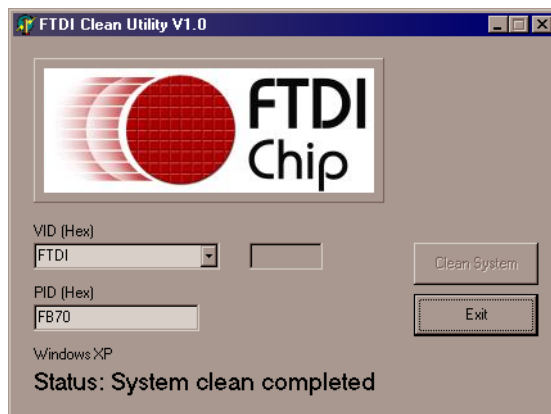 FTDI Clean Utility V1.0
FTDI
Chip
VID (Hex)
FTDI
Clean System
PID (Hex)
FB70
Exit
Windows XP
Status: System clean completed